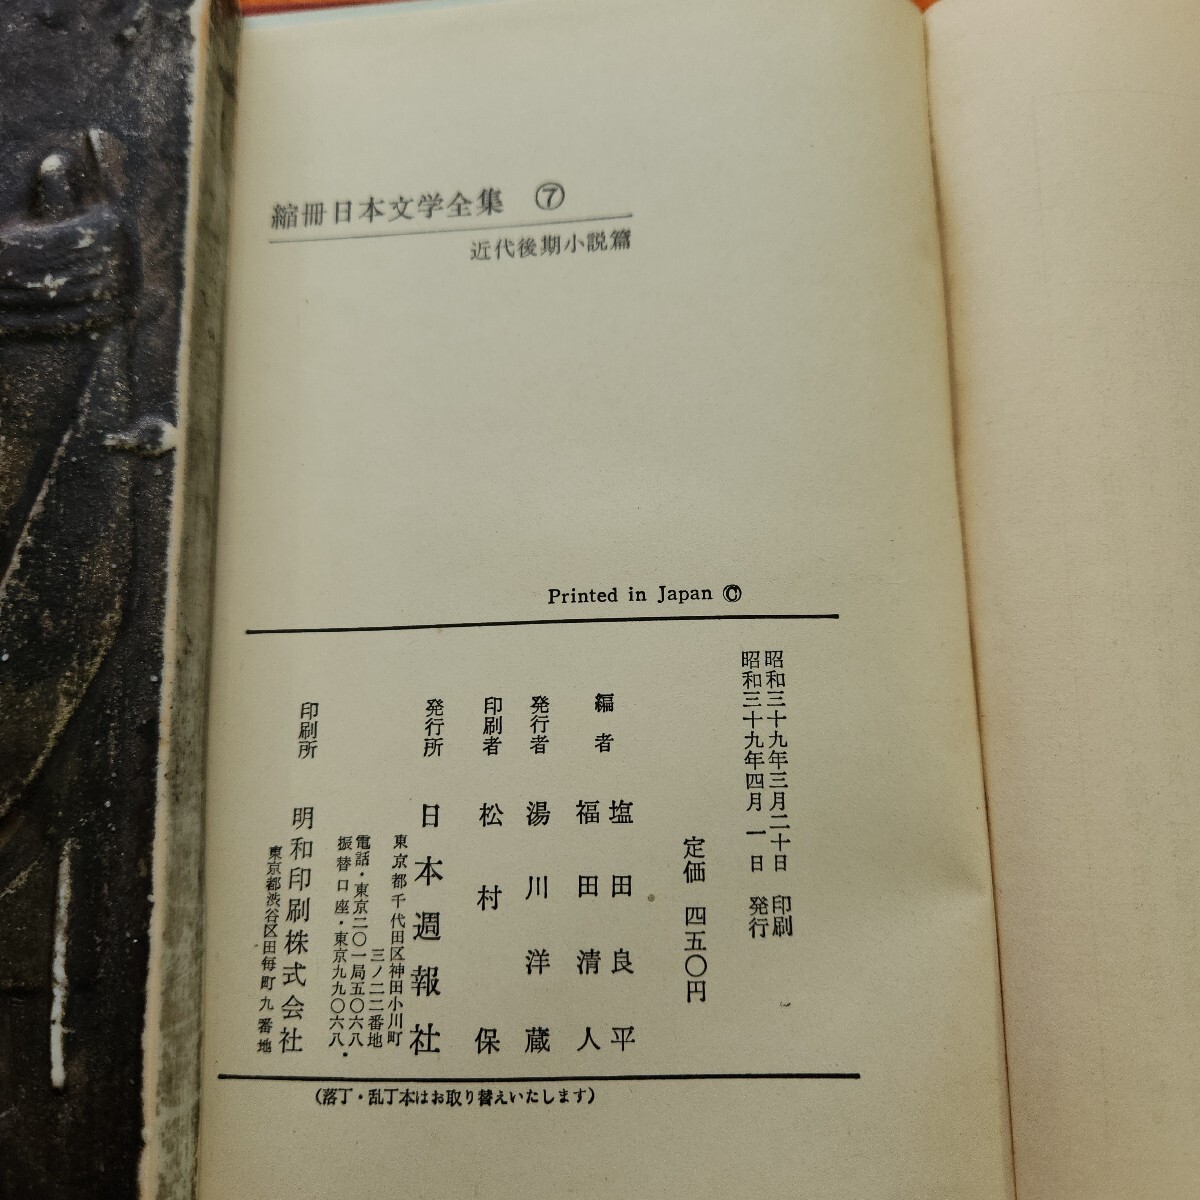 縮冊日本文学全集 ⑦
近代後期小説篇
Printed in Japan ©
昭和三十九年三月二十日 印刷
昭和三十九年四月 一日 発行
定価 四五〇円
編者 塩田良平
福田清人
発行者 湯川洋蔵
印刷者 松村保
発行所 日本週報社
東京都千代田区神田小川町
三ノ二二番地
電話・東京二〇一局五〇六八
振替口座・東京九九〇六八・
印刷所 明和印刷株式会社
東京都渋谷区田毎町九番地
（落丁・乱丁本はお取り替えいたします）